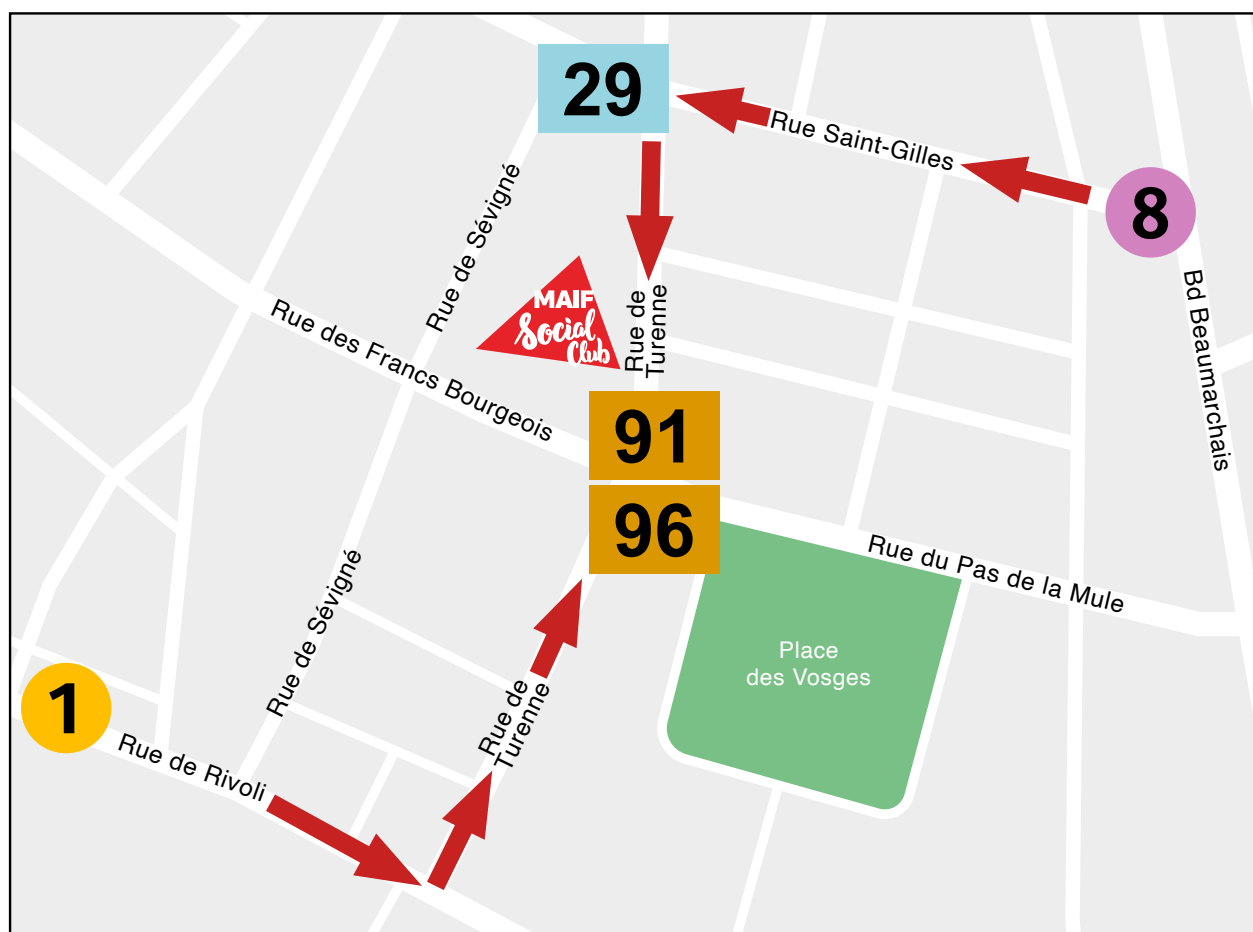 29
Rue Saint-Gilles
8
Rue de Sévigné
MAIF
Social
Club
Rue de
Turenne
Bd Beaumarchais
Rue des Francs Bourgeois
91
96
Rue du Pas de la Mule
Place
des Vosges
Rue de Sévigné
1
Rue de Rivoli
Rue de
Turenne